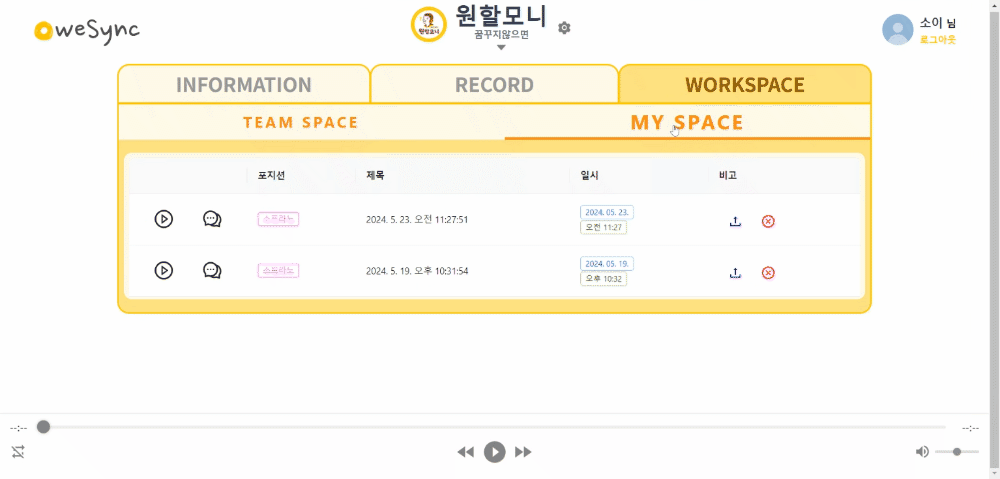 weSync
원할모니
꿈꾸지않으면
소이 님
로그아웃
INFORMATION
RECORD
WORKSPACE
TEAM SPACE
MY SPACE
포지션
제목
일시
비고
소프라노
2024. 5. 23. 오전 11:27:51
2024. 05. 23.
오전 11:27
소프라노
2024. 5. 19. 오후 10:31:54
2024. 05. 19.
오후 10:32
--:--
--:--